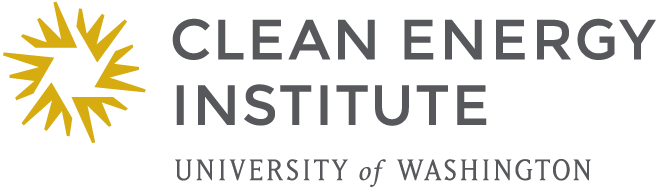 CLEAN ENERGY
INSTITUTE
UNIVERSITY of WASHINGTON